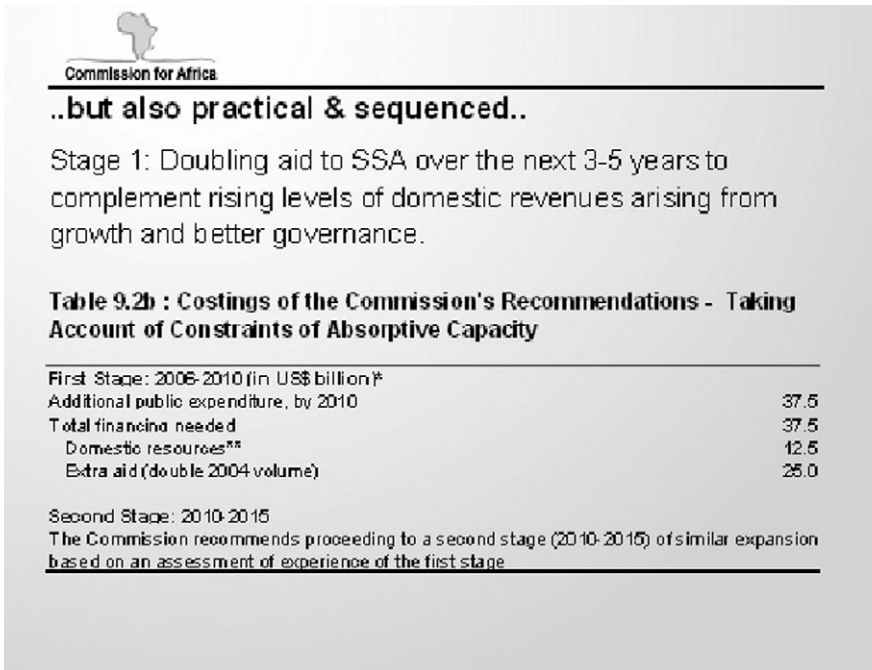 Commission for Africa
..but also practical & sequenced..
Stage 1: Doubling aid to SSA over the next 3-5 years to
complement rising levels of domestic revenues arising from
growth and better governance.
Table 9.2b : Costings of the Commission's Recommendations - Taking
Account of Constraints of Absorptive Capacity
First Stage: 2006-2010 (in US$ billion)*
Additional public expenditure, by 2010 37.5
Total financing needed 37.5
Domestic resources** 12.5
Extra aid (double 2004 volume) 25.0
Second Stage: 2010-2015
The Commission recommends proceeding to a second stage (2010-2015) of similar expansion
based on an assessment of experience of the first stage